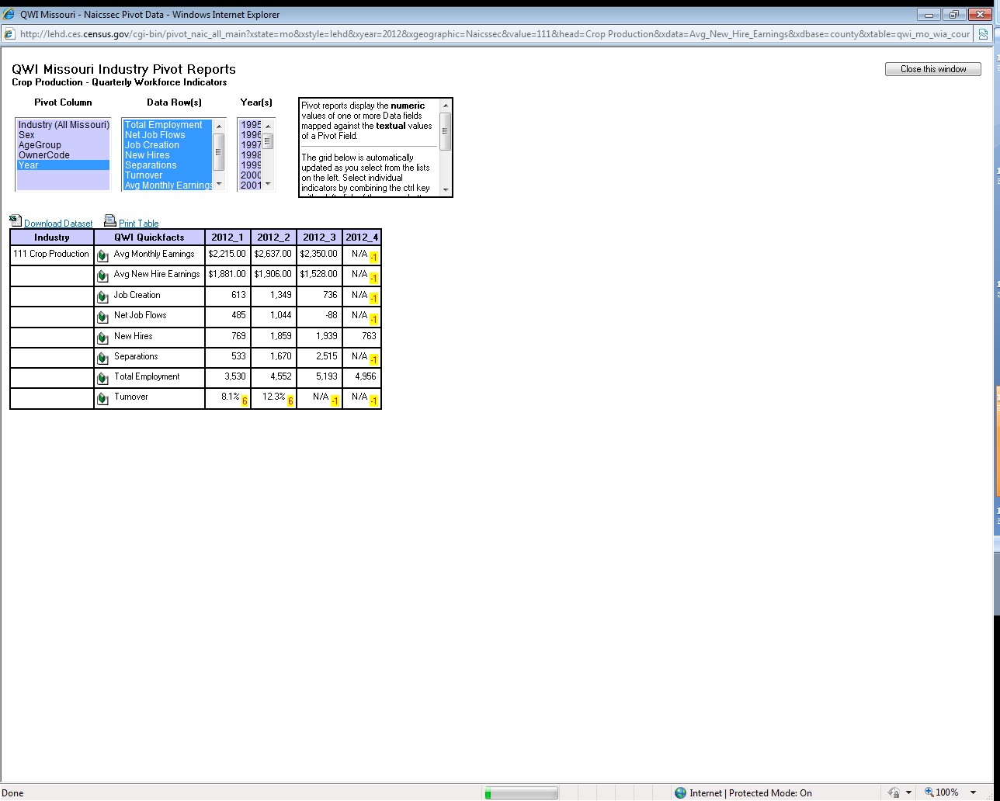 QWI Missouri - Naicssec Pivot Data - Windows Internet Explorer
http://lehd.ces.census.gov/cgi-bin/pivot_naic_all_main?xstate=mo&xstyle=lehd&xyear=2012&xgeographic=Naicssec&value=111&head=Crop Production&xdata=Avg_New_Hire_Earnings&xdbase=county&xtable=qwi_mo_wia_cour
QWI Missouri Industry Pivot Reports
Close this window
Crop Production - Quarterly Workforce Indicators
Pivot Column Data Row(s) Year(s)
Industry (All Missouri)
Sex
AgeGroup
OwnerCode
Year
Total Employment
Net Job Flows
Job Creation
New Hires
Separations
Turnover
Avg Monthly Earnings
1995
1996
1997
1998
1999
2000
2001
Pivot reports display the numeric
values of one or more Data fields
mapped against the textual values
of a Pivot Field.
The grid below is automatically
updated as you select from the lists
on the left. Select individual
indicators by combining the ctrl key
Download Dataset Print Table
Industry QWI Quickfacts 2012_1 2012_2 2012_3 2012_4
111 Crop Production Avg Monthly Earnings $2,215.00 $2,637.00 $2,350.00 N/A -1
Avg New Hire Earnings $1,881.00 $1,906.00 $1,528.00 N/A -1
Job Creation 613 1,349 736 N/A -1
Net Job Flows 485 1,044 -88 N/A -1
New Hires 769 1,859 1,939 763
Separations 533 1,670 2,515 N/A -1
Total Employment 3,530 4,552 5,193 4,956
Turnover 8.1% 6 12.3% 6 N/A -1 N/A -1
Done
Internet | Protected Mode: On
100%